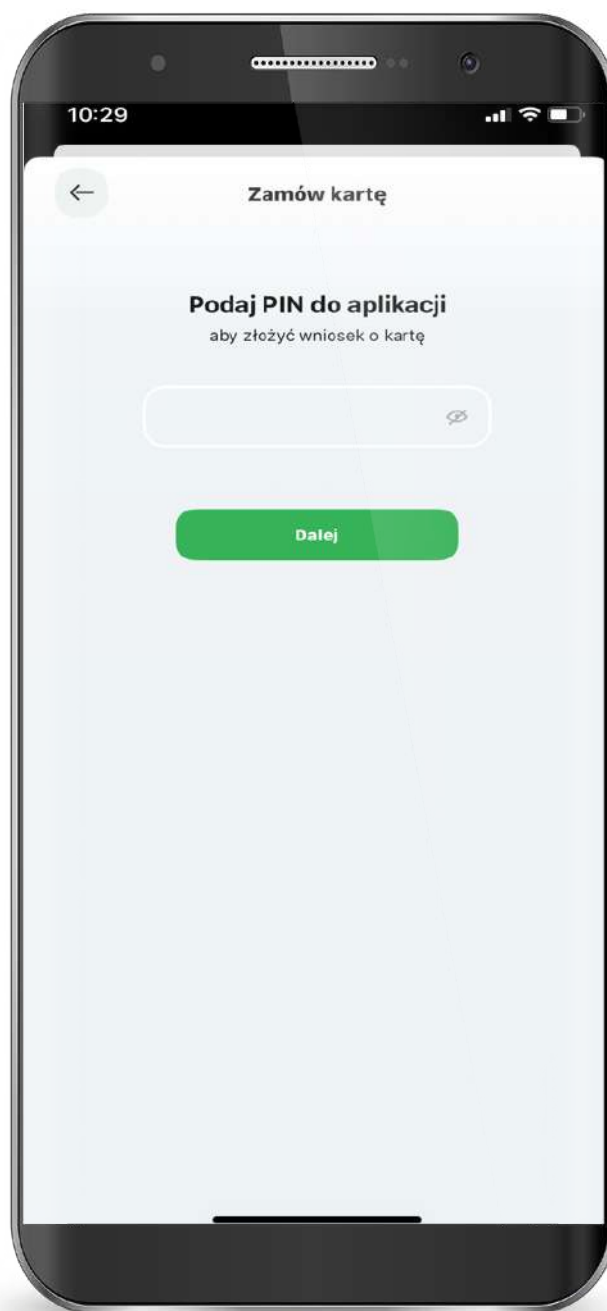 10:29
Zamów kartę
Podaj PIN do aplikacji
aby złożyć wniosek o kartę
Dalej